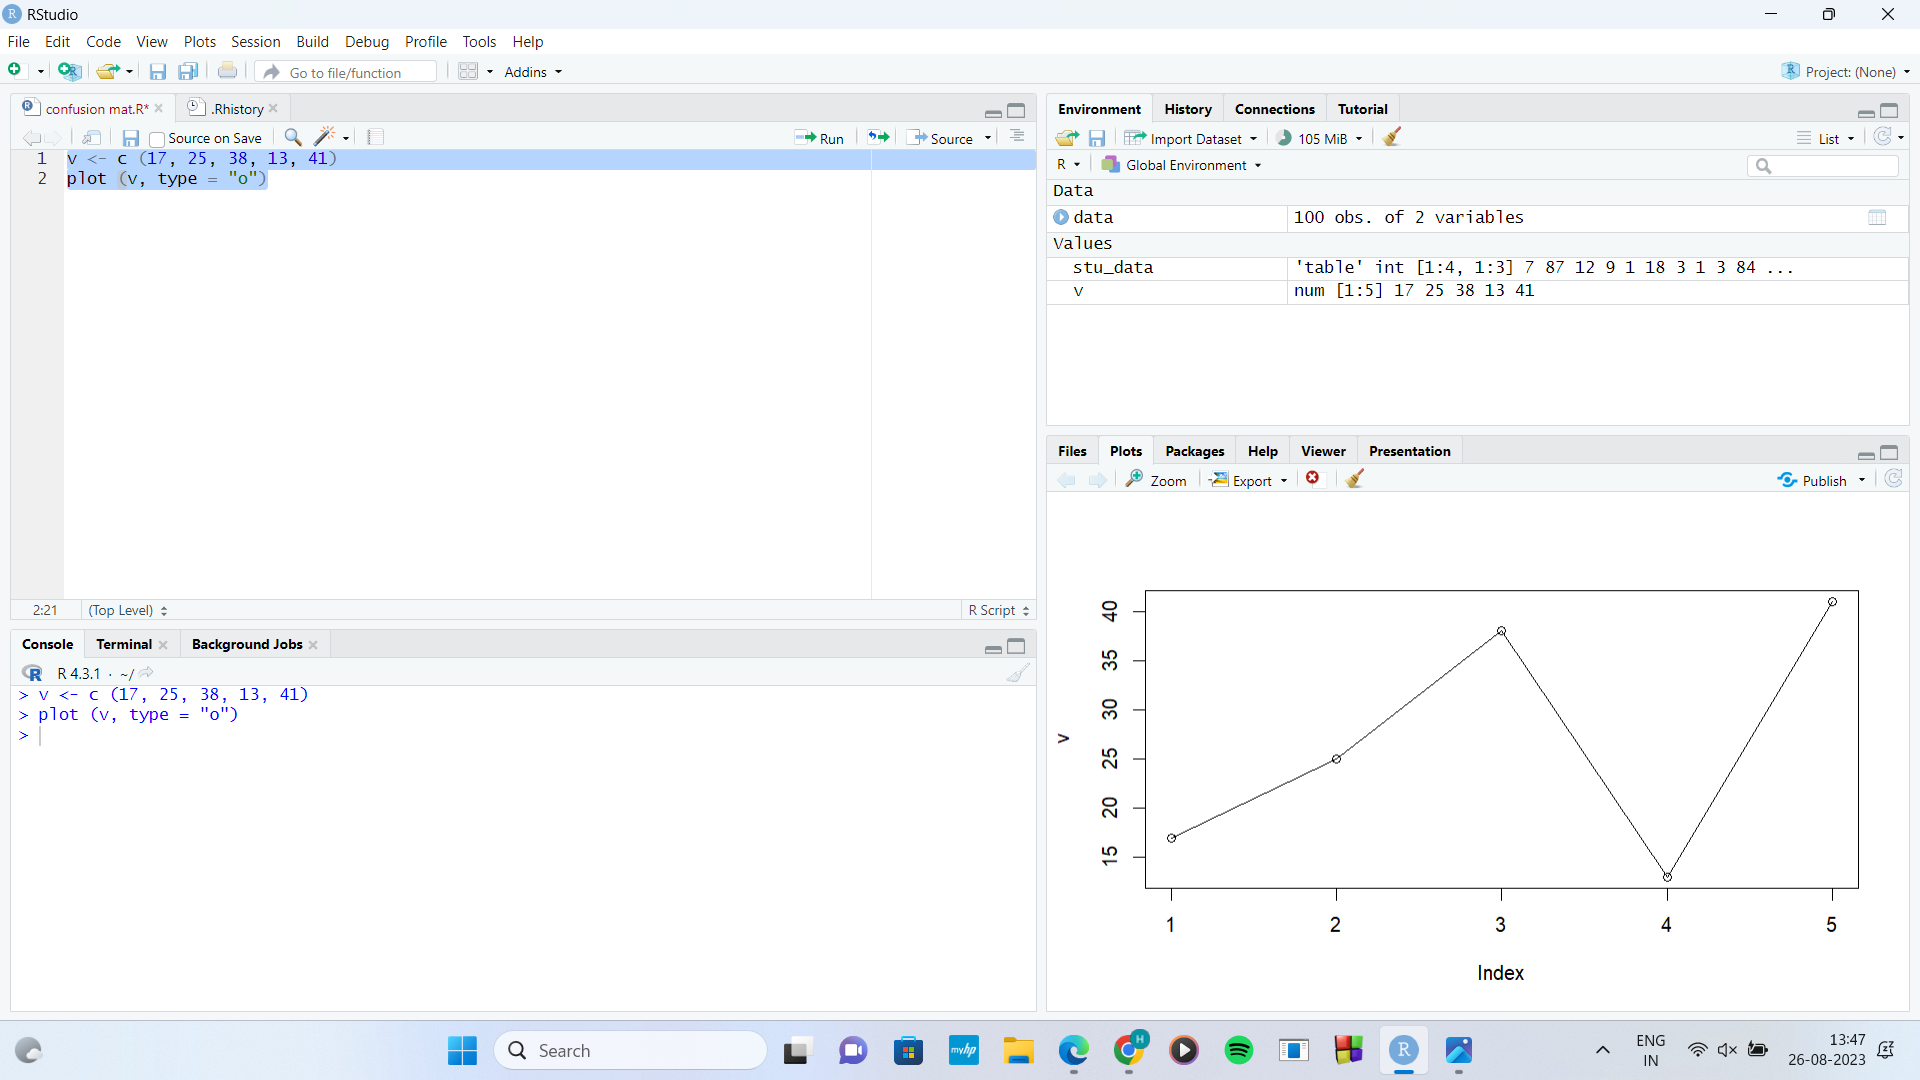 RStudio
File Edit Code View Plots Session Build Debug Profile Tools Help
Go to file/function Addins Project: (None)
confusion mat.R* .Rhistory
Source on Save Run Source
1 v <- c (17, 25, 38, 13, 41)
2 plot (v, type = "o")
2:21 (Top Level) R Script
Console Terminal Background Jobs
R 4.3.1 · ~/
> v <- c (17, 25, 38, 13, 41)
> plot (v, type = "o")
>
Environment History Connections Tutorial
Import Dataset 105 MiB List
R Global Environment
Data
data 100 obs. of 2 variables
Values
stu_data 'table' int [1:4, 1:3] 7 87 12 9 1 18 3 1 3 84 ...
v num [1:5] 17 25 38 13 41
Files Plots Packages Help Viewer Presentation
Zoom Export Publish
40
35
30
25
20
15
v
1 2 3 4 5
Index
Search myhp H R ENG 13:47
IN 26-08-2023